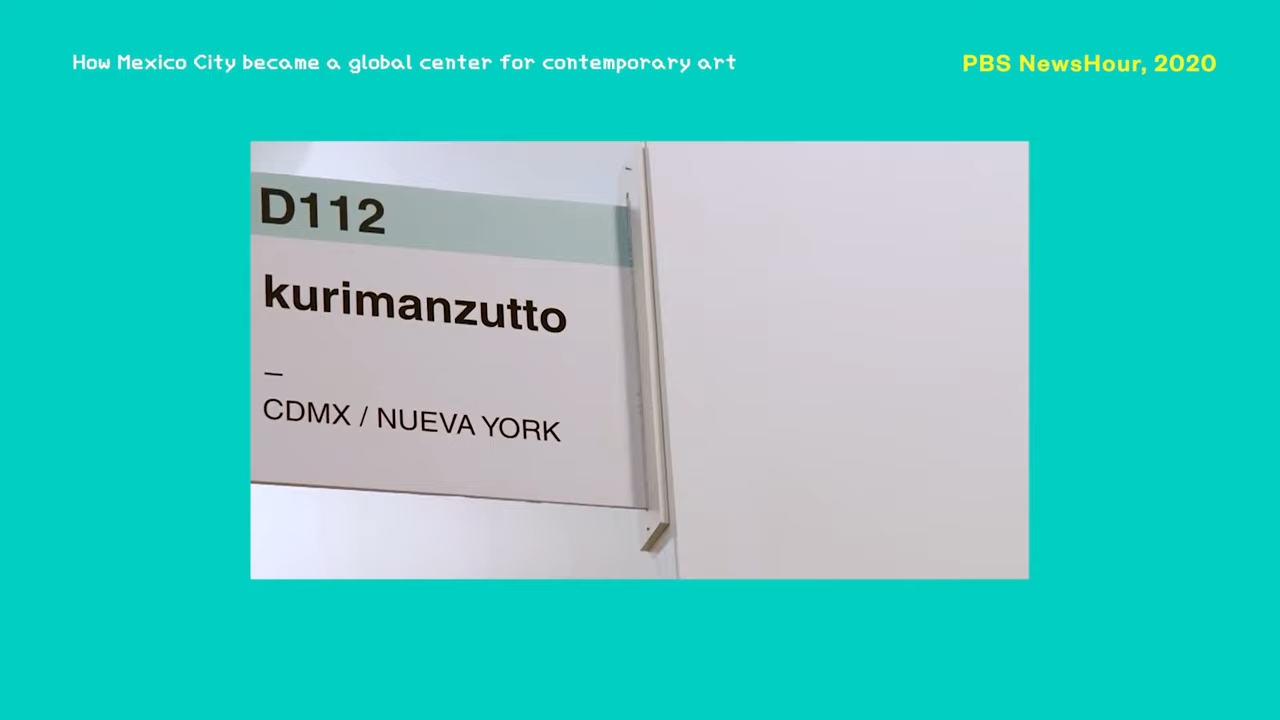 How Mexico City became a global center for contemporary art
PBS NewsHour, 2020
D112
kurimanzutto
–
CDMX / NUEVA YORK